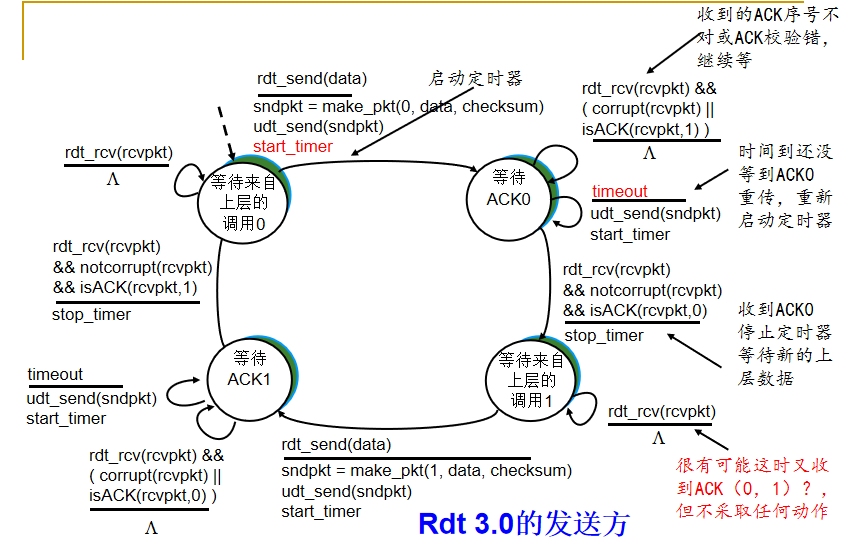 收到的ACK序号不
对或ACK校验错，
继续等
rdt_send(data)
启动定时器
sndpkt = make_pkt(0, data, checksum)
udt_send(sndpkt)
start_timer
rdt_rcv(rcvpkt) &&
( corrupt(rcvpkt) ||
isACK(rcvpkt,1) )
Λ
rdt_rcv(rcvpkt)
Λ
等待来自
上层的
调用0
等待
ACK0
时间到还没
等到ACK0
重传，重新
启动定时器
timeout
udt_send(sndpkt)
start_timer
rdt_rcv(rcvpkt)
&& notcorrupt(rcvpkt)
&& isACK(rcvpkt,1)
stop_timer
rdt_rcv(rcvpkt)
&& notcorrupt(rcvpkt)
&& isACK(rcvpkt,0)
stop_timer
收到ACK0
停止定时器
等待新的上
层数据
等待
ACK1
等待来自
上层的
调用1
timeout
udt_send(sndpkt)
start_timer
rdt_rcv(rcvpkt)
Λ
rdt_rcv(rcvpkt) &&
( corrupt(rcvpkt) ||
isACK(rcvpkt,0) )
Λ
rdt_send(data)
sndpkt = make_pkt(1, data, checksum)
udt_send(sndpkt)
start_timer
很有可能这时又收
到ACK（0，1）？，
但不采取任何动作
Rdt 3.0的发送方